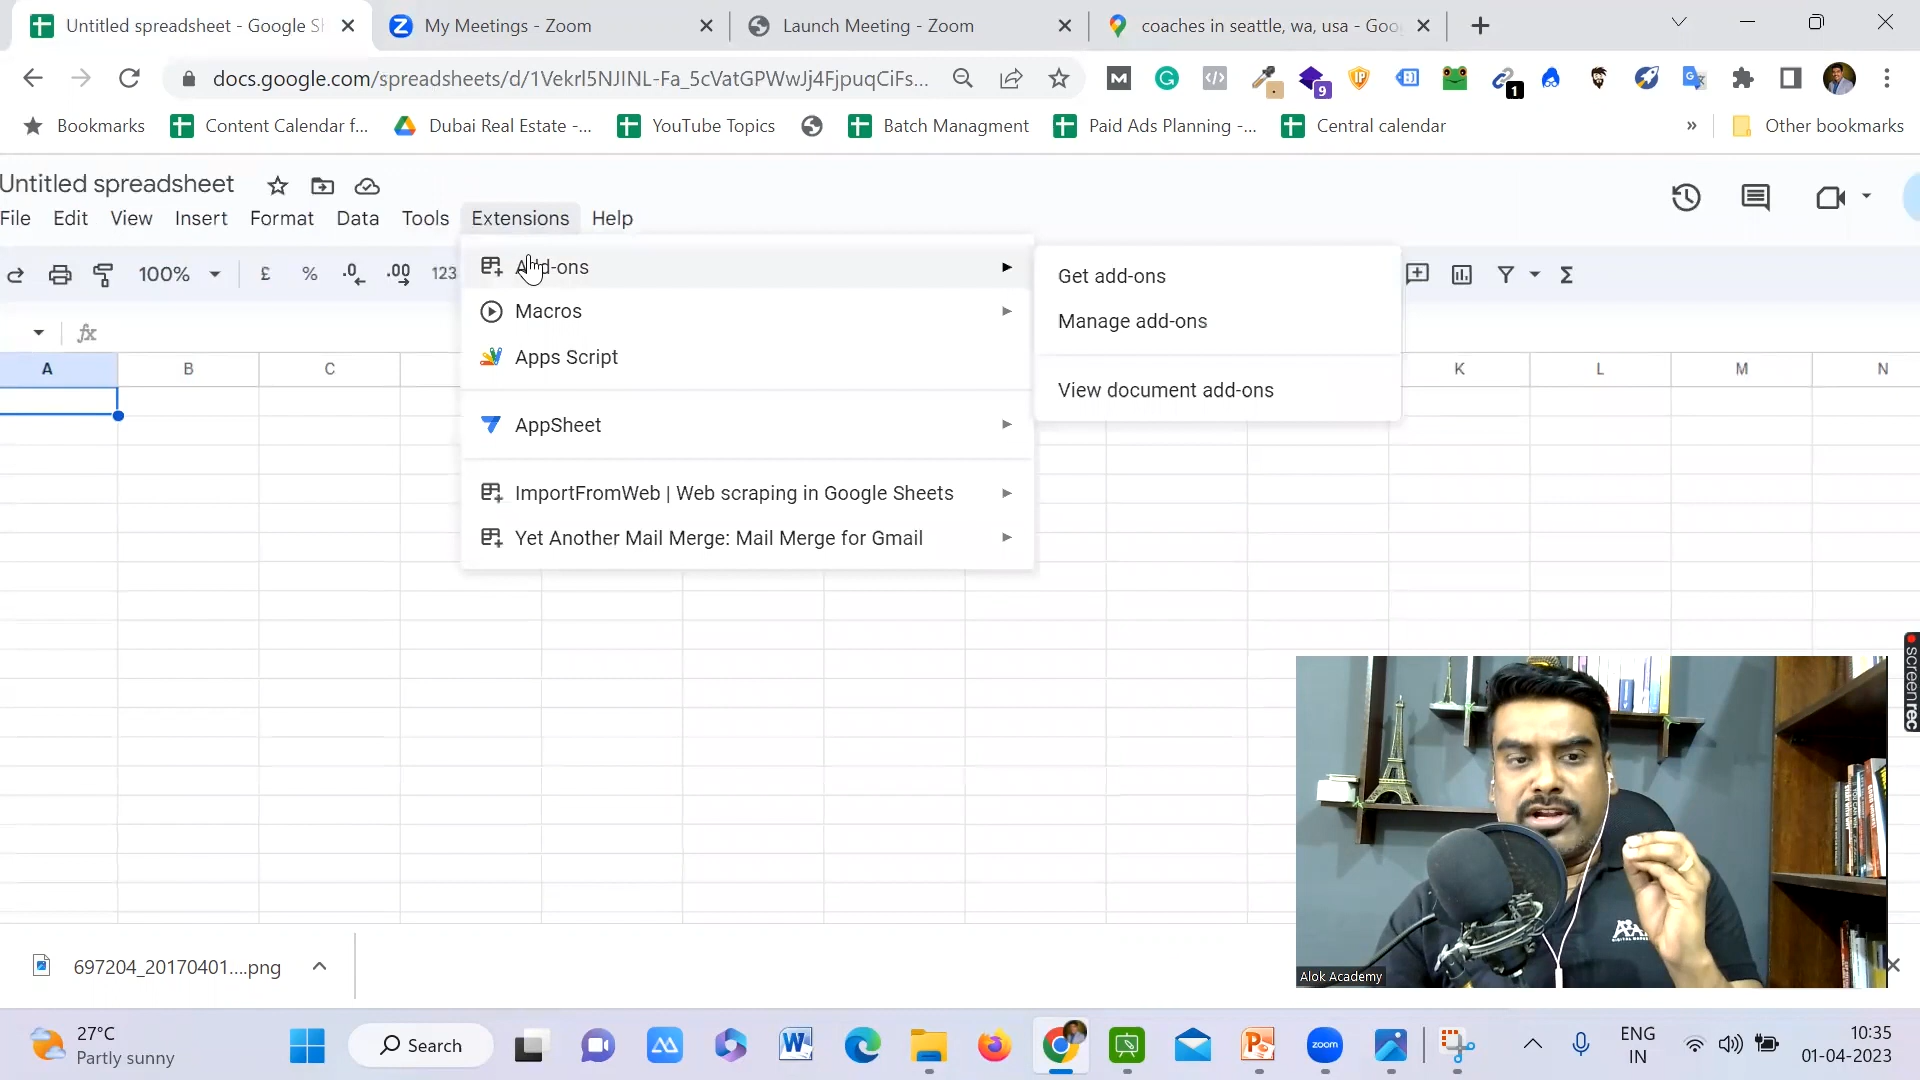 Untitled spreadsheet - Google Sh
My Meetings - Zoom
Launch Meeting - Zoom
coaches in seattle, wa, usa - Goo
docs.google.com/spreadsheets/d/1Vekrl5NJINL-Fa_5cVatGPWwJj4FjpuqCiFs...
9
1
Bookmarks
Content Calendar f...
Dubai Real Estate -...
YouTube Topics
Batch Managment
Paid Ads Planning -...
Central calendar
»
Other bookmarks
Untitled spreadsheet
File Edit View Insert Format Data Tools Extensions Help
100% £ % .0 .00 123
Add-ons
Macros
Apps Script
AppSheet
ImportFromWeb | Web scraping in Google Sheets
Yet Another Mail Merge: Mail Merge for Gmail
Get add-ons
Manage add-ons
View document add-ons
fx
A B C K L M N
screenrec
Alok Academy
697204_20170401....png
27°C
Partly sunny
Search
zoom
ENG
IN
10:35
01-04-2023